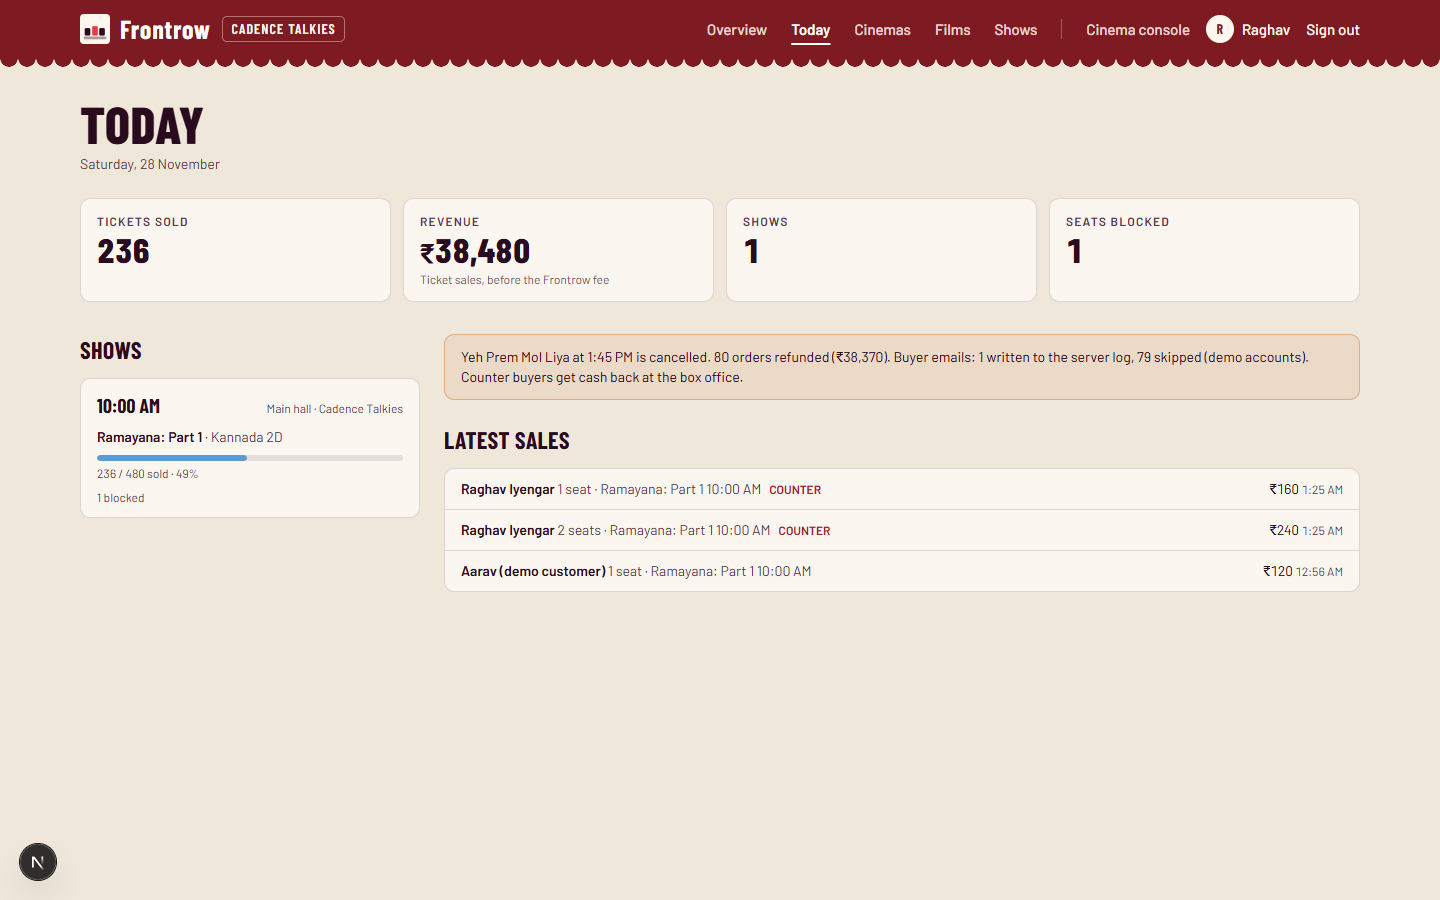 Frontrow
CADENCE TALKIES
Overview
Today
Cinemas
Films
Shows
Cinema console
R
Raghav
Sign out
TODAY
Saturday, 28 November
TICKETS SOLD
236
REVENUE
₹38,480
Ticket sales, before the Frontrow fee
SHOWS
1
SEATS BLOCKED
1
SHOWS
10:00 AM
Main hall · Cadence Talkies
Ramayana: Part 1 · Kannada 2D
236 / 480 sold · 49%
1 blocked
Yeh Prem Mol Liya at 1:45 PM is cancelled. 80 orders refunded (₹38,370). Buyer emails: 1 written to the server log, 79 skipped (demo accounts).
Counter buyers get cash back at the box office.
LATEST SALES
Raghav Iyengar 1 seat · Ramayana: Part 1 10:00 AM COUNTER ₹160 1:25 AM
Raghav Iyengar 2 seats · Ramayana: Part 1 10:00 AM COUNTER ₹240 1:25 AM
Aarav (demo customer) 1 seat · Ramayana: Part 1 10:00 AM ₹120 12:56 AM
N